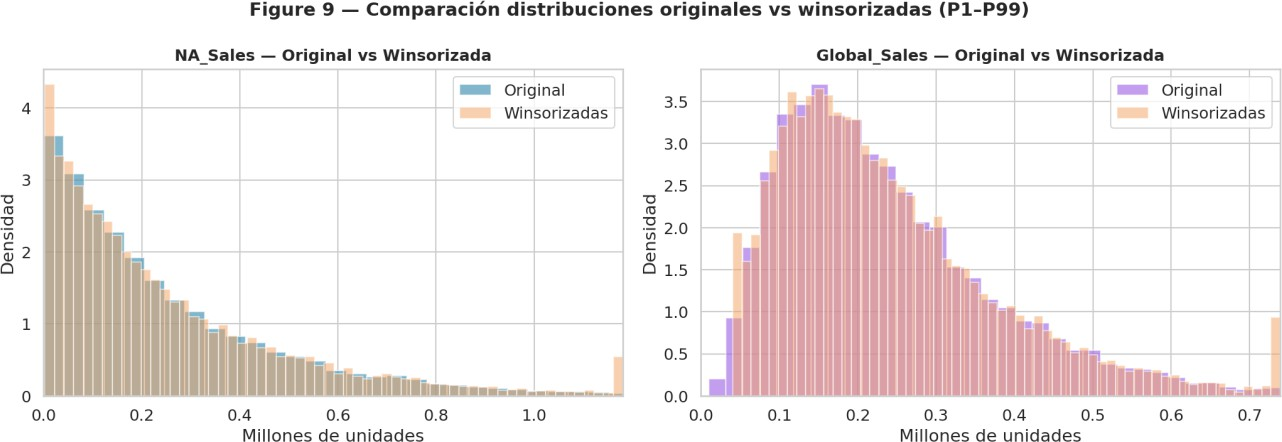 Figure 9 — Comparación distribuciones originales vs winsorizadas (P1–P99)
NA_Sales — Original vs Winsorizada
Original
Winsorizadas
Densidad
4
3
2
1
0
0.0 0.2 0.4 0.6 0.8 1.0
Millones de unidades
Global_Sales — Original vs Winsorizada
Original
Winsorizadas
Densidad
3.5
3.0
2.5
2.0
1.5
1.0
0.5
0.0
0.0 0.1 0.2 0.3 0.4 0.5 0.6 0.7
Millones de unidades